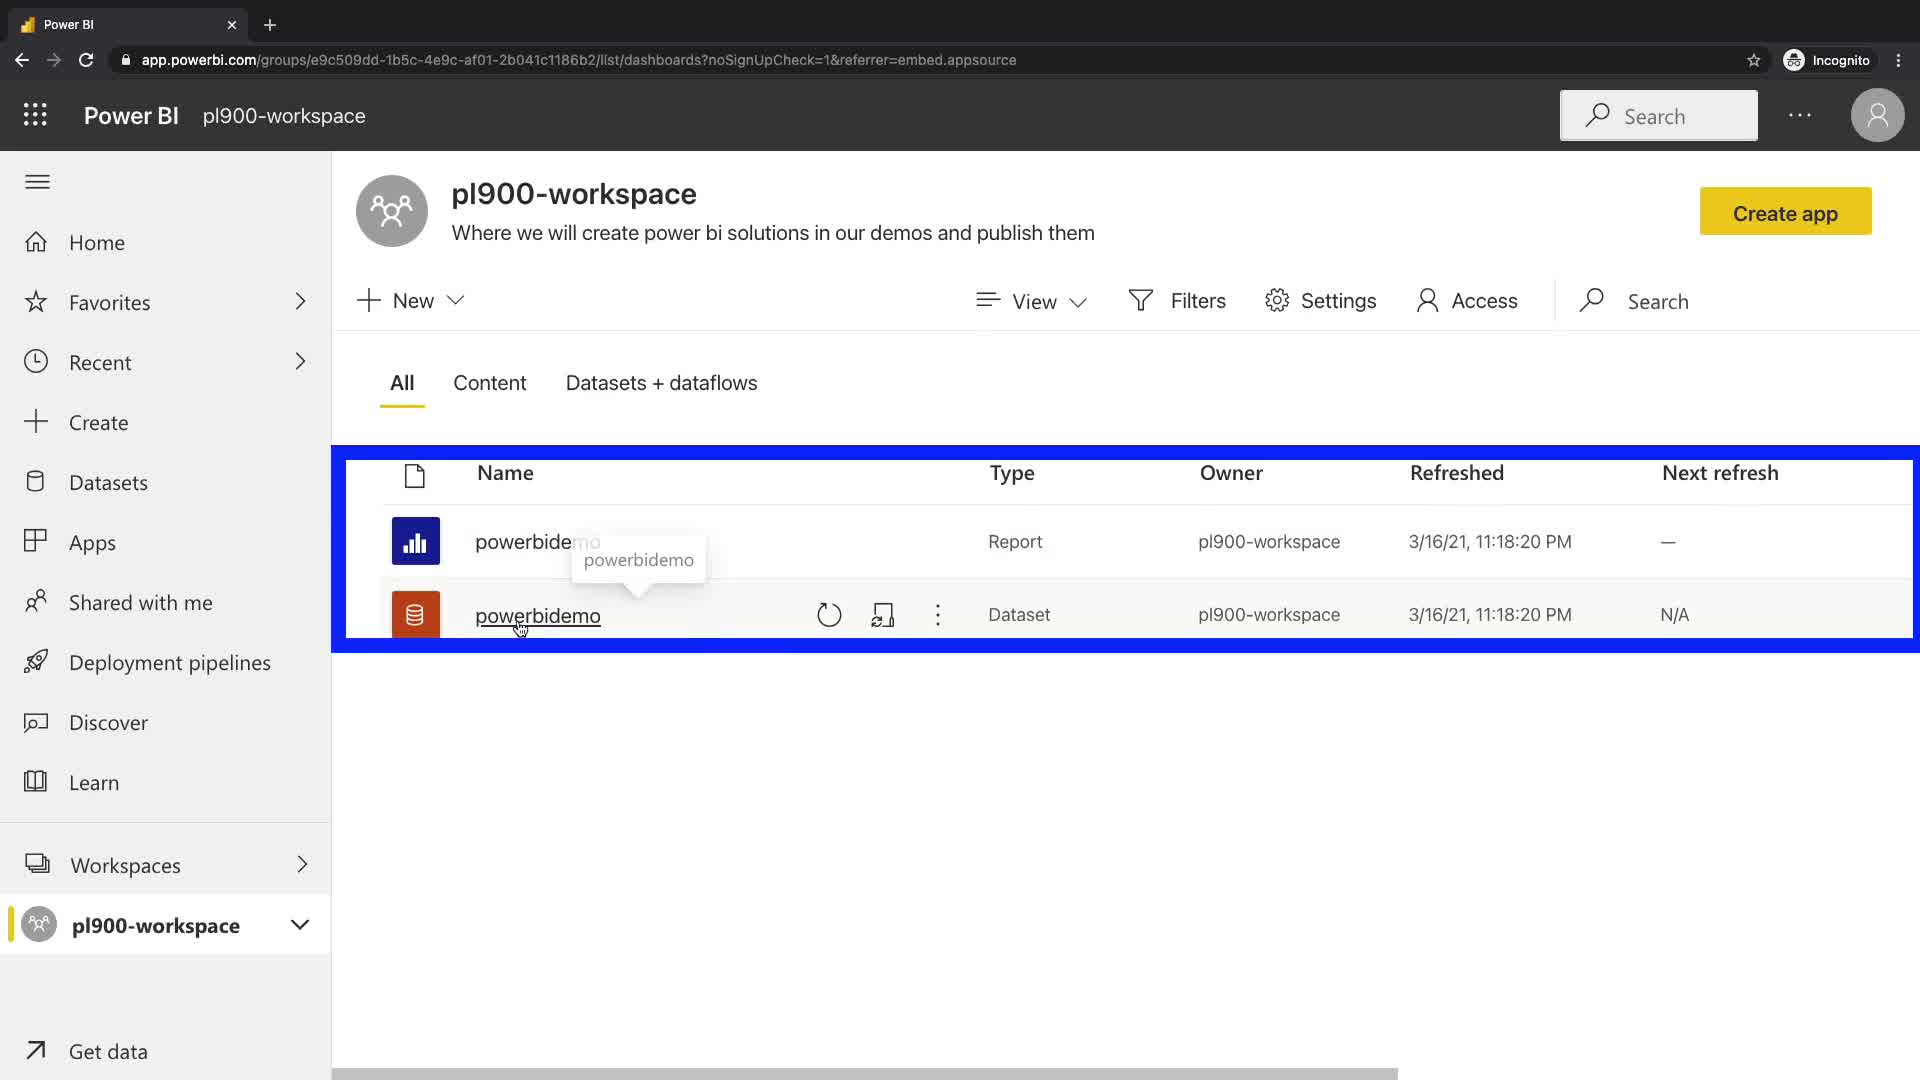 Power BI
app.powerbi.com/groups/e9c509dd-1b5c-4e9c-af01-2b041c1186b2/list/dashboards?noSignUpCheck=1&referrer=embed.appsource
Incognito
Power BI pl900-workspace
Search
pl900-workspace
Where we will create power bi solutions in our demos and publish them
Create app
New
View
Filters
Settings
Access
Search
All
Content
Datasets + dataflows
Name Type Owner Refreshed Next refresh
powerbidemo Report pl900-workspace 3/16/21, 11:18:20 PM —
powerbidemo
powerbidemo Dataset pl900-workspace 3/16/21, 11:18:20 PM N/A
Home
Favorites
Recent
Create
Datasets
Apps
Shared with me
Deployment pipelines
Discover
Learn
Workspaces
pl900-workspace
Get data